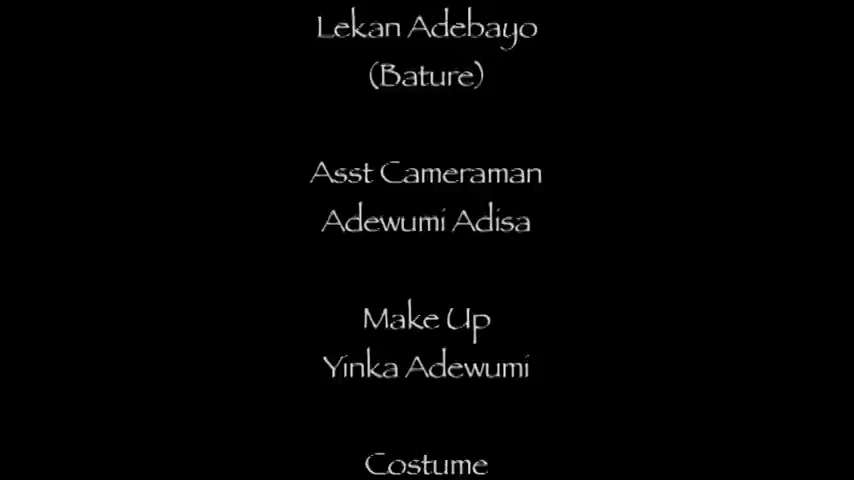 Lekan Adebayo
(Bature)
Asst Cameraman
Adewumi Adisa
Make Up
Yinka Adewumi
Costume